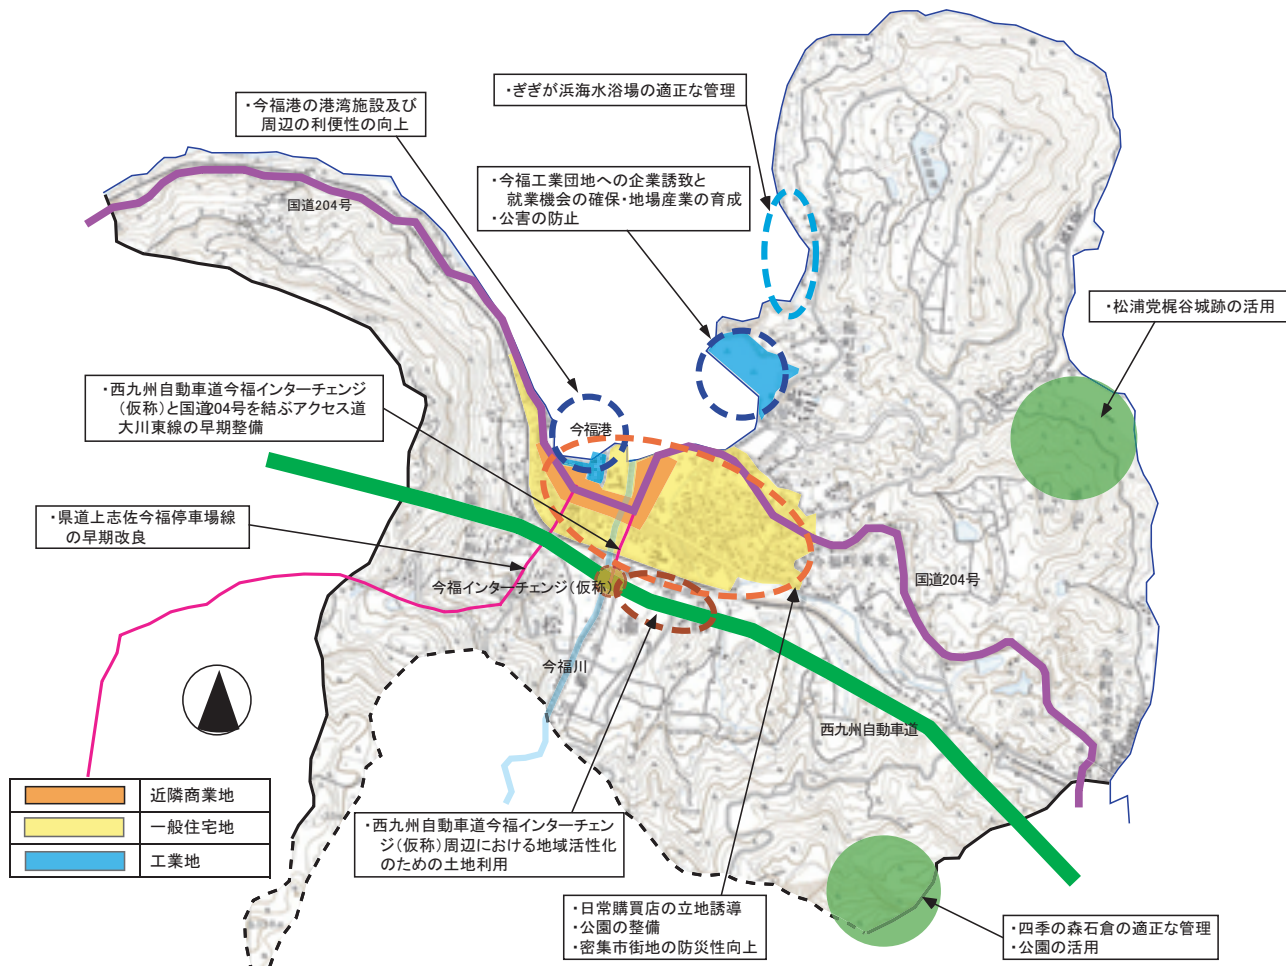 ・ぎぎが浜海水浴場の適正な管理
・今福港の港湾施設及び
周辺の利便性の向上
・今福工業団地への企業誘致と
就業機会の確保・地場産業の育成
・公害の防止
国道204号
・松浦党梶谷城跡の活用
・西九州自動車道今福インターチェンジ
(仮称)と国道204号を結ぶアクセス道
大川東線の早期整備
今福港
・県道上志佐今福停車場線
の早期改良
今福インターチェンジ(仮称)
国道204号
今福川
西九州自動車道
近隣商業地
一般住宅地
工業地
・西九州自動車道今福インターチェン
ジ(仮称)周辺における地域活性化
のための土地利用
・日常購買店の立地誘導
・公園の整備
・密集市街地の防災性向上
・四季の森石倉の適正な管理
・公園の活用